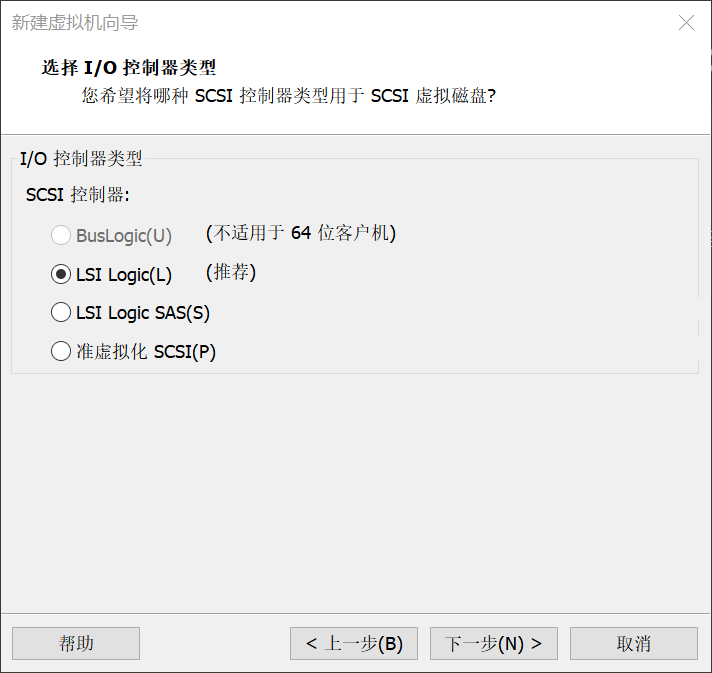 新建虚拟机向导
选择 I/O 控制器类型
您希望将哪种 SCSI 控制器类型用于 SCSI 虚拟磁盘?
I/O 控制器类型
SCSI 控制器:
BusLogic(U) (不适用于 64 位客户机)
LSI Logic(L) (推荐)
LSI Logic SAS(S)
准虚拟化 SCSI(P)
帮助 < 上一步(B) 下一步(N) > 取消